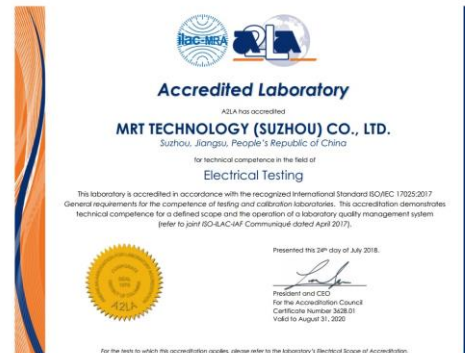 ilac-MRA
A2LA
Accredited Laboratory
A2LA has accredited
MRT TECHNOLOGY (SUZHOU) CO., LTD.
Suzhou, Jiangsu, People's Republic of China
for technical competence in the field of
Electrical Testing
This laboratory is accredited in accordance with the recognized International Standard ISO/IEC 17025:2017
General requirements for the competence of testing and calibration laboratories. This accreditation demonstrates
technical competence for a defined scope and the operation of a laboratory quality management system
(refer to joint ISO-ILAC-IAF Communiqué dated April 2017).
Presented this 24th day of July 2018.
President and CEO
For the Accreditation Council
Certificate Number 3628.01
Valid to August 31, 2020
SEAL
A2LA
For the tests to which this accreditation applies, please refer to the laboratory's Electrical Scope of Accreditation.